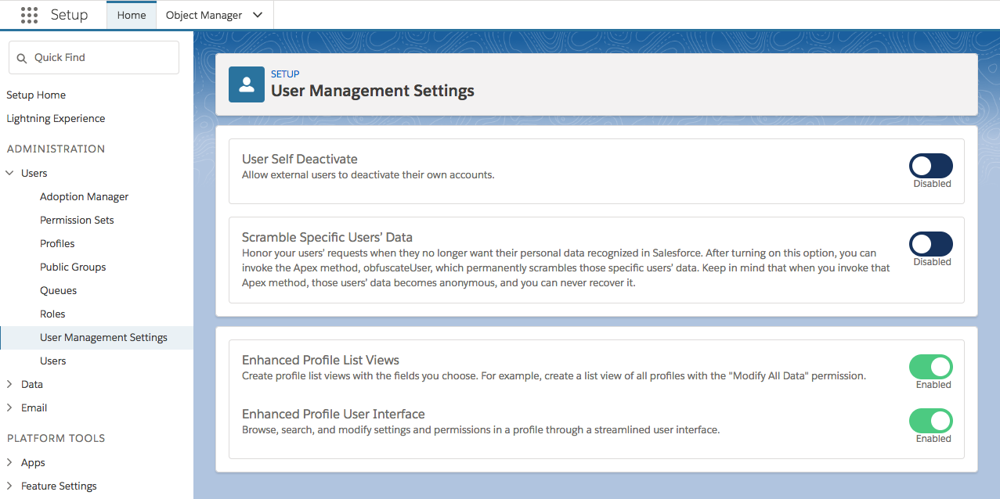 Setup
Home
Object Manager
Quick Find
Setup Home
Lightning Experience
ADMINISTRATION
Users
Adoption Manager
Permission Sets
Profiles
Public Groups
Queues
Roles
User Management Settings
Users
Data
Email
PLATFORM TOOLS
Apps
Feature Settings
SETUP
User Management Settings
User Self Deactivate
Allow external users to deactivate their own accounts.
Disabled
Scramble Specific Users’ Data
Honor your users’ requests when they no longer want their personal data recognized in Salesforce. After turning on this option, you can
invoke the Apex method, obfuscateUser, which permanently scrambles those specific users’ data. Keep in mind that when you invoke that
Apex method, those users’ data becomes anonymous, and you can never recover it.
Disabled
Enhanced Profile List Views
Create profile list views with the fields you choose. For example, create a list view of all profiles with the "Modify All Data" permission.
Enabled
Enhanced Profile User Interface
Browse, search, and modify settings and permissions in a profile through a streamlined user interface.
Enabled